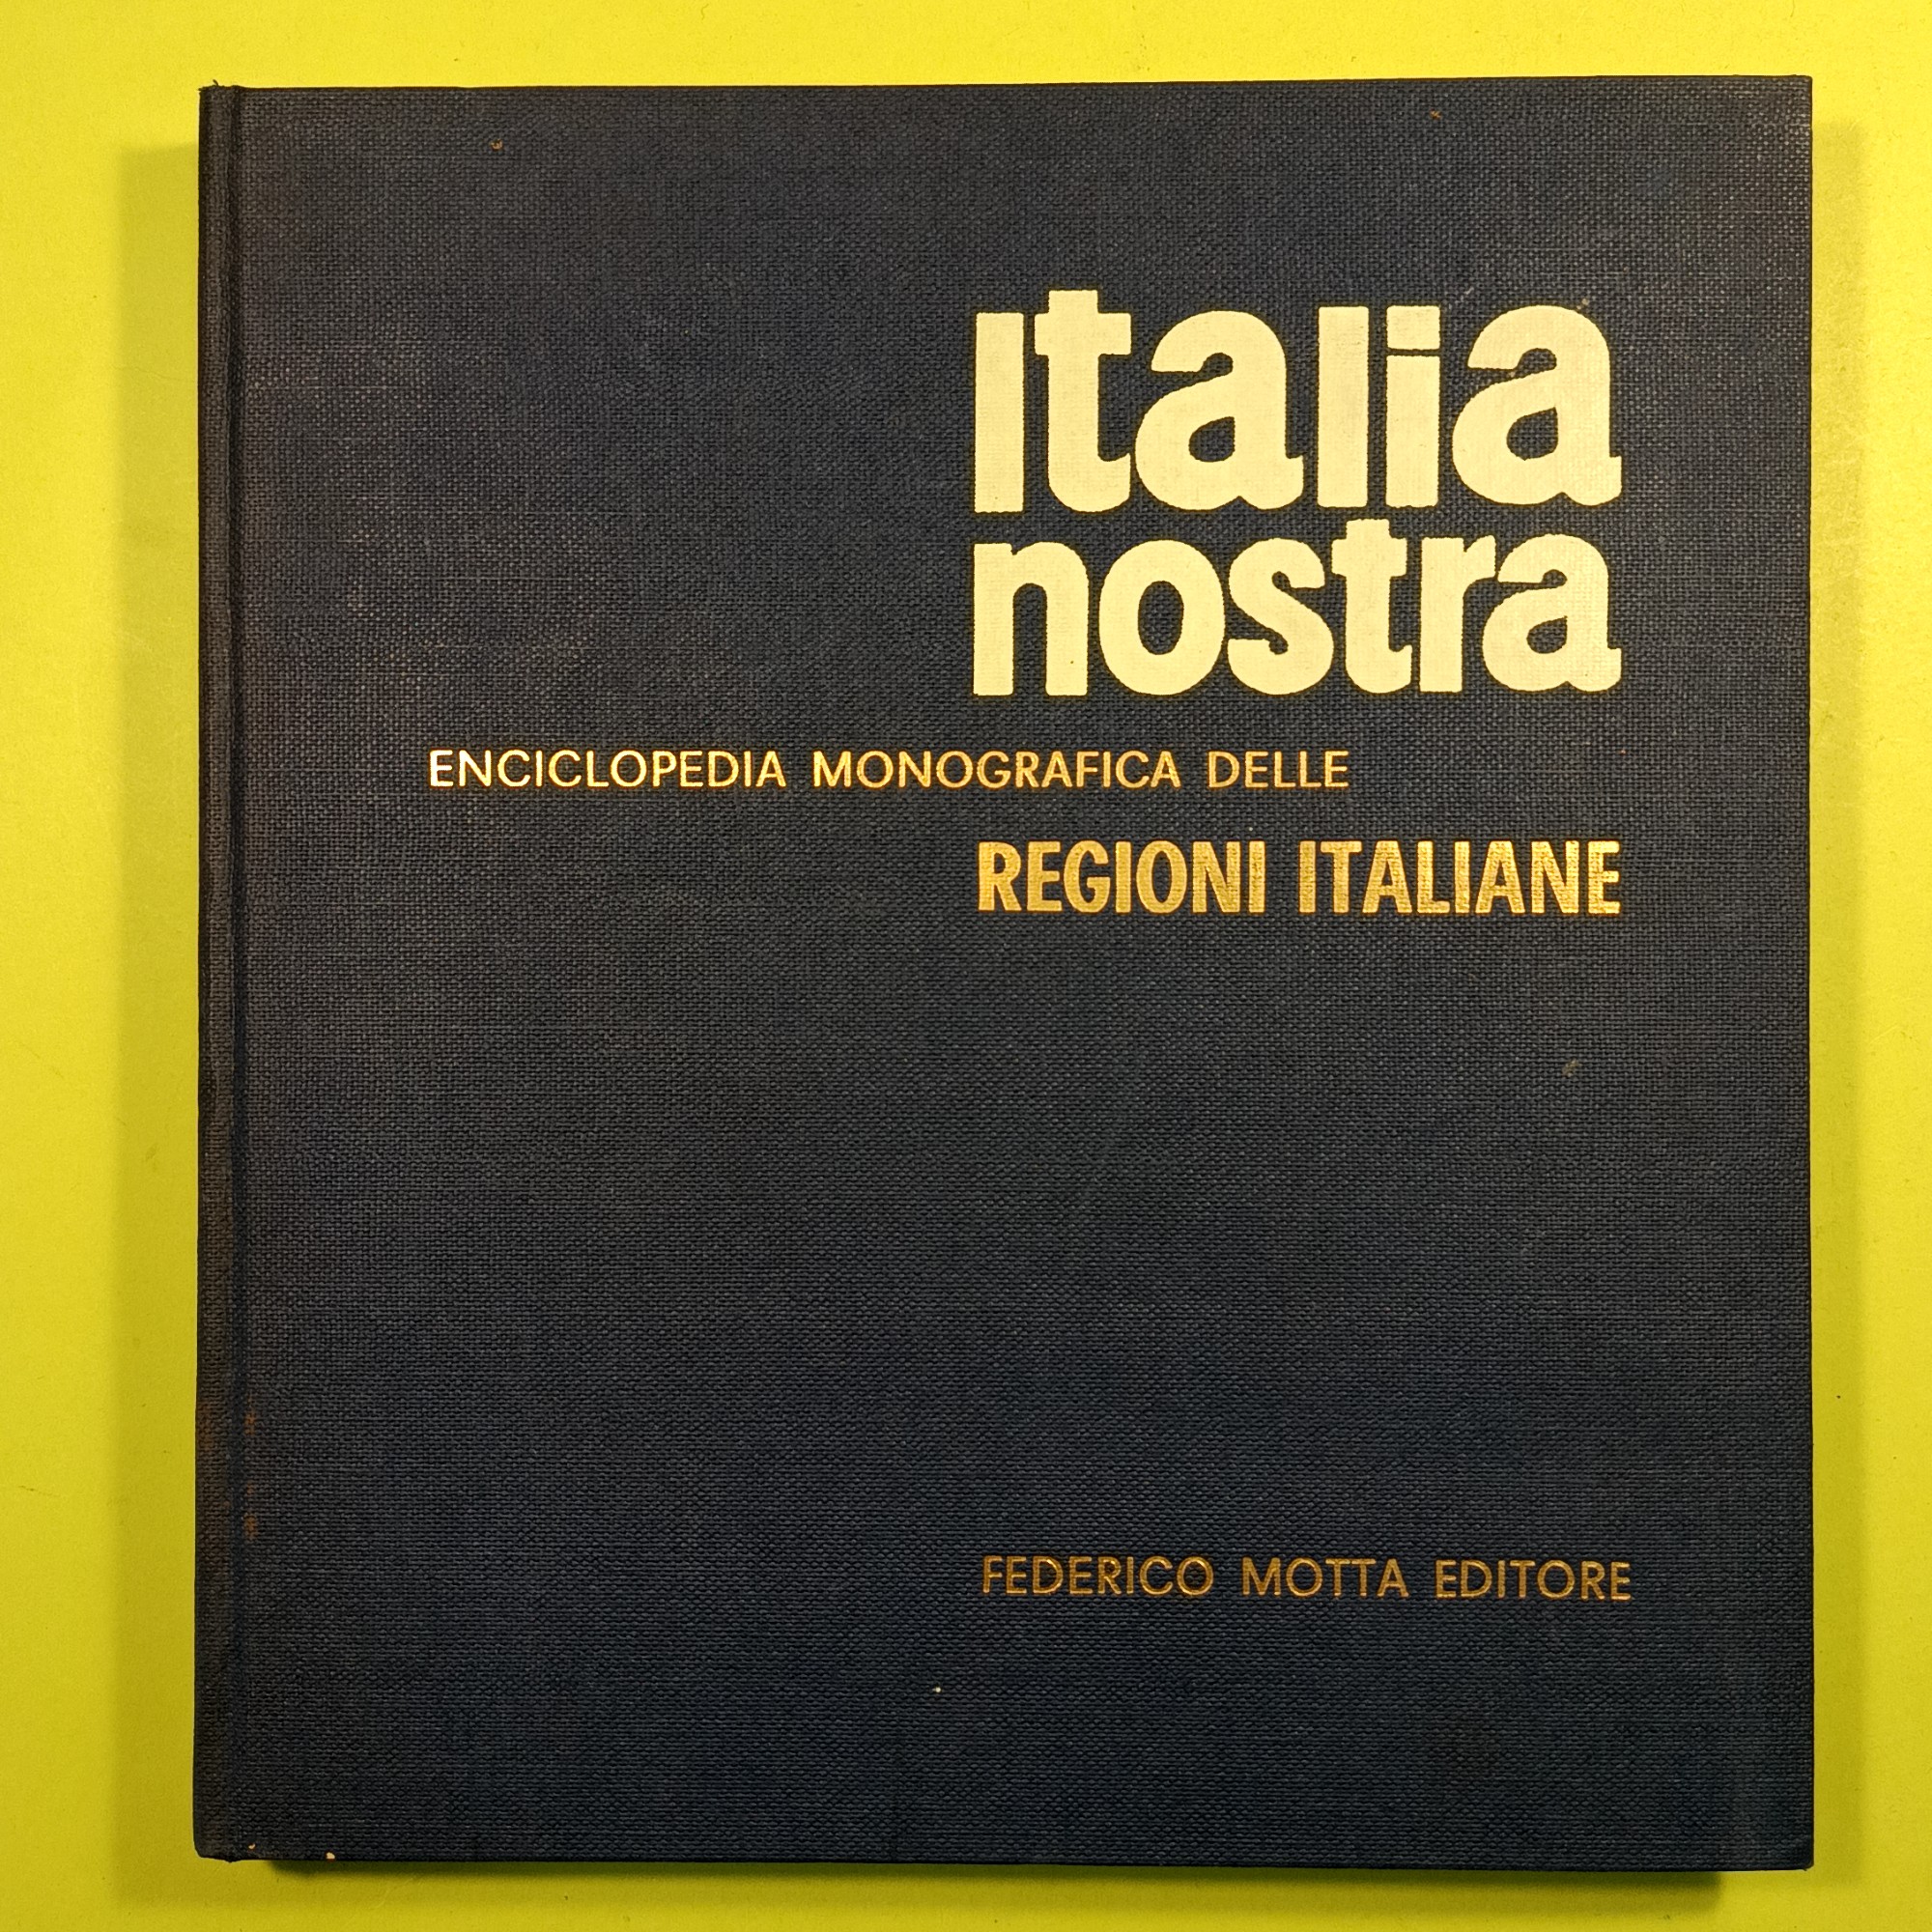 Italia
nostra
ENCICLOPEDIA MONOGRAFICA DELLE
REGIONI ITALIANE
FEDERICO MOTTA EDITORE